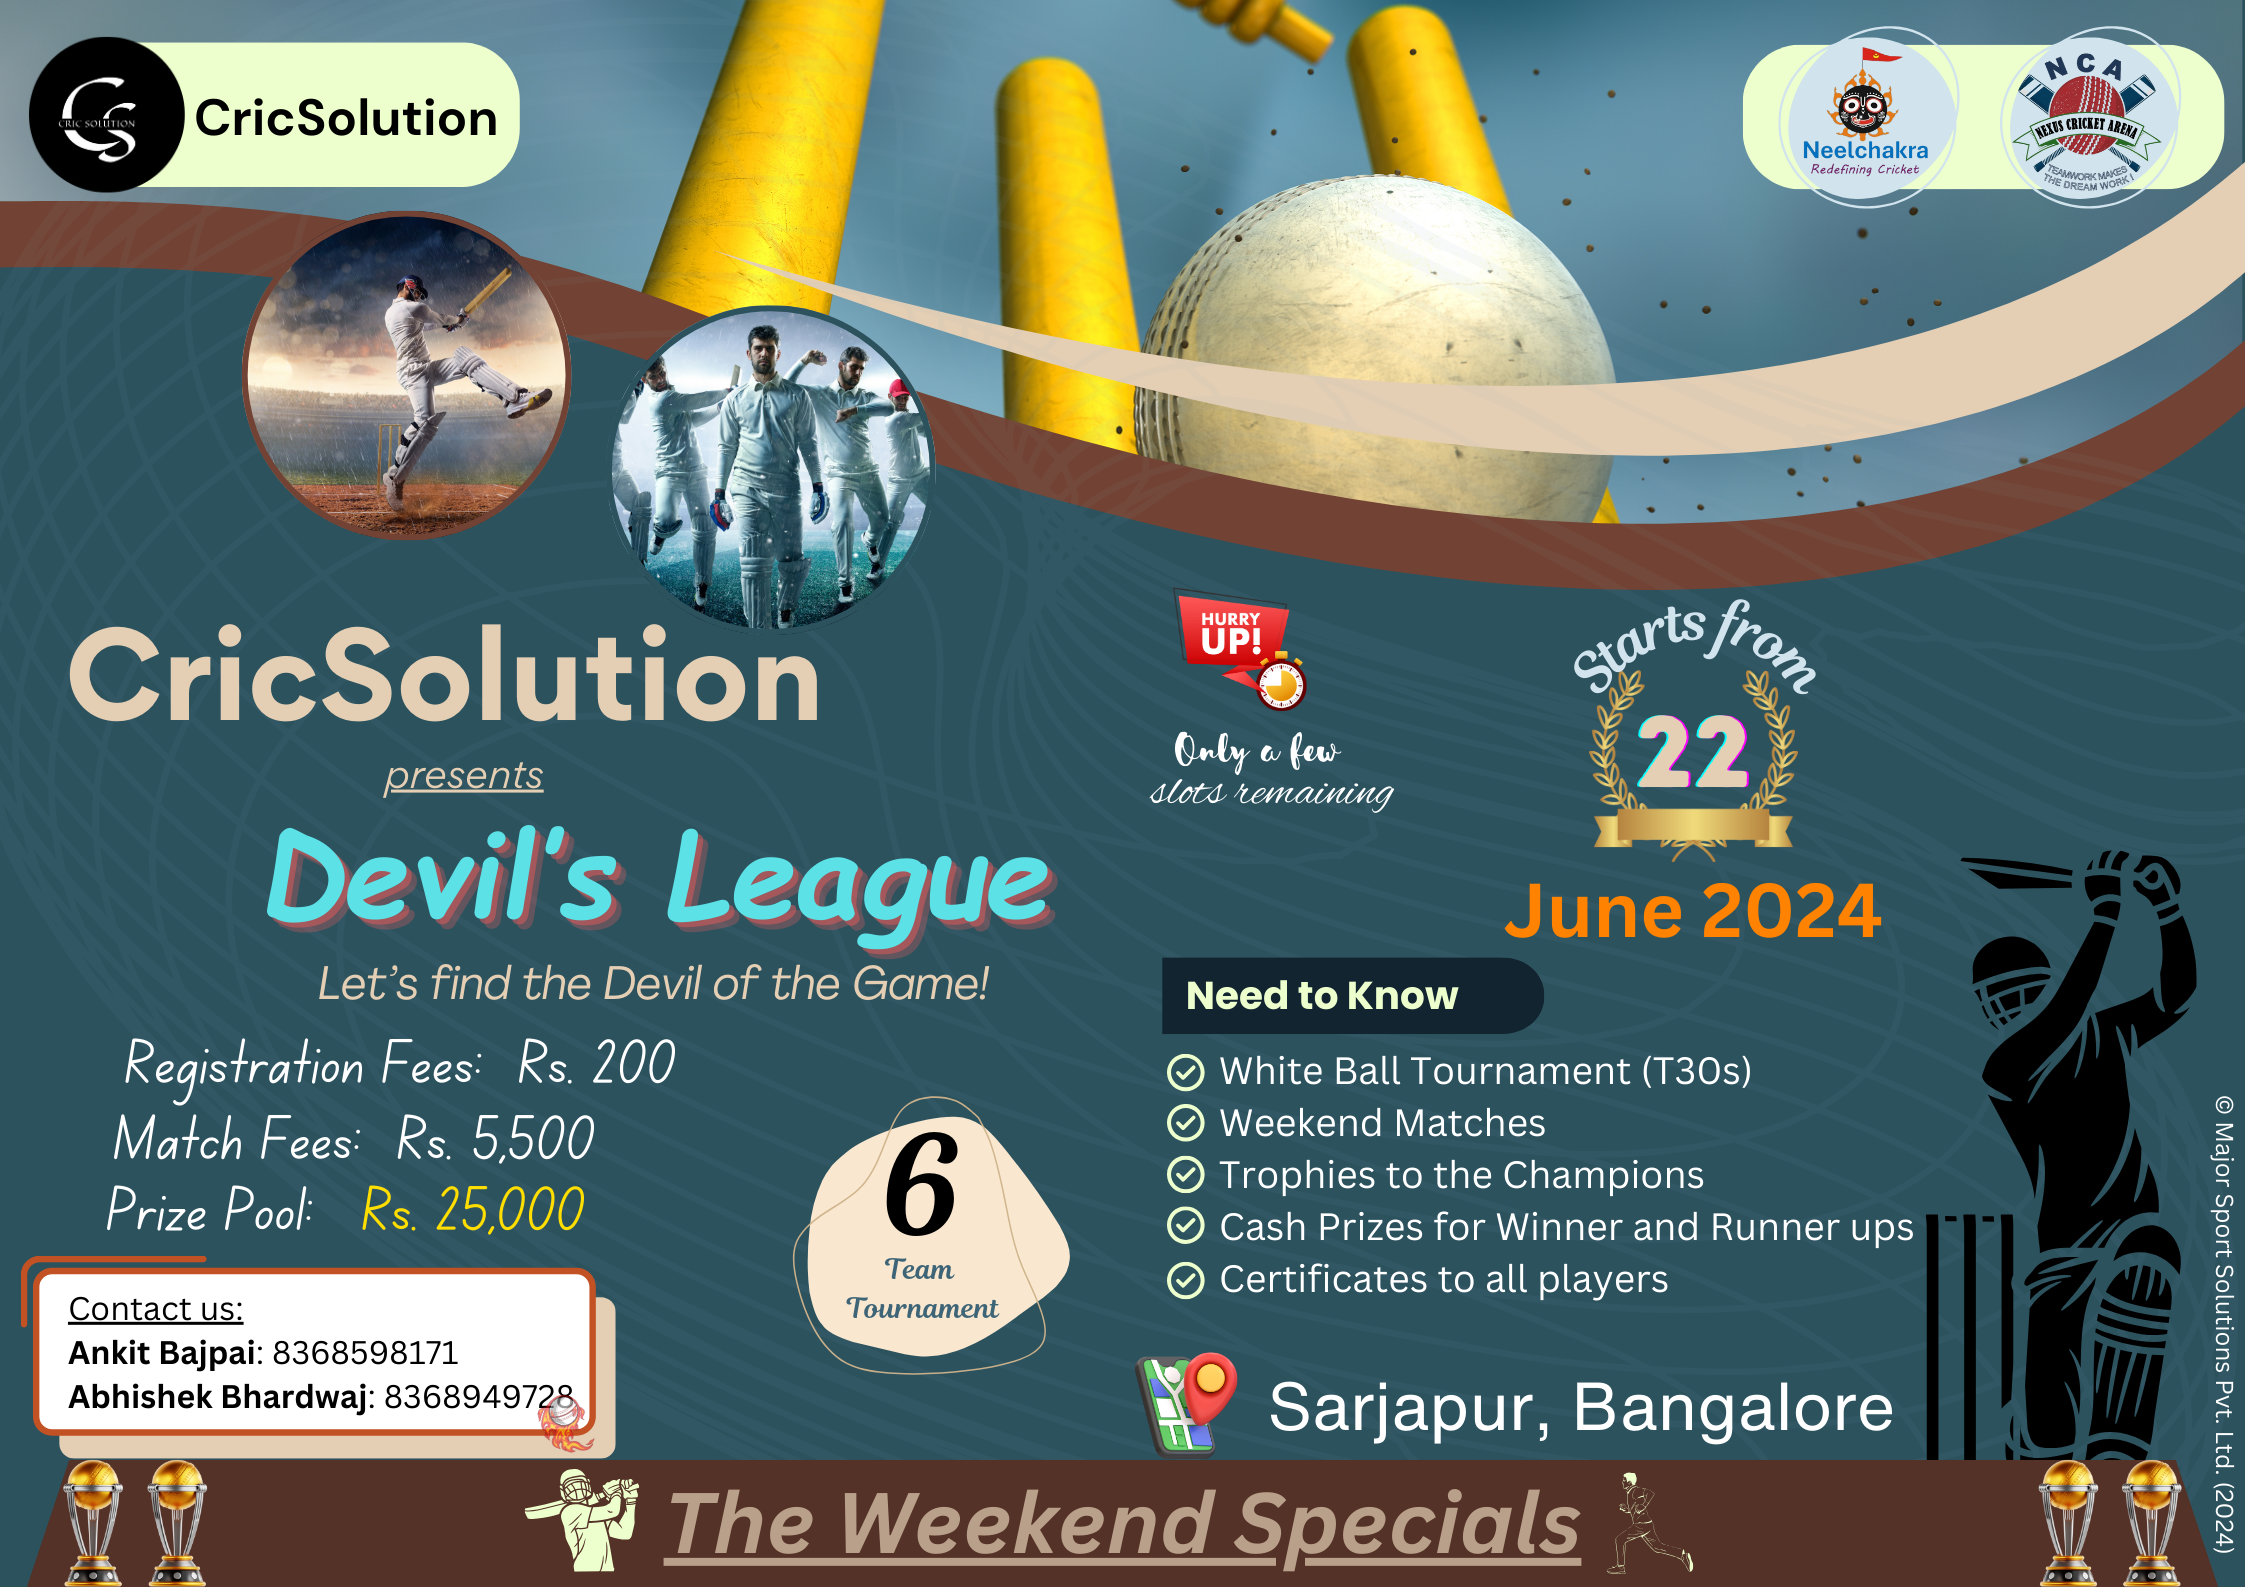 CRIC SOLUTION
CricSolution
Neelchakra
Redefining Cricket
NCA
NEXUS CRICKET ARENA
TEAMWORK MAKES
THE DREAM WORK !
CricSolution
presents
Devil's League
Let's find the Devil of the Game!
Registration Fees: Rs. 200
Match Fees: Rs. 5,500
Prize Pool: Rs. 25,000
Contact us:
Ankit Bajpai: 8368598171
Abhishek Bhardwaj: 8368949728
6
Team
Tournament
HURRY
UP!
Only a few
slots remaining
Starts from
22
June 2024
Need to Know
White Ball Tournament (T30s)
Weekend Matches
Trophies to the Champions
Cash Prizes for Winner and Runner ups
Certificates to all players
Sarjapur, Bangalore
The Weekend Specials
© Major Sport Solutions Pvt. Ltd. (2024)